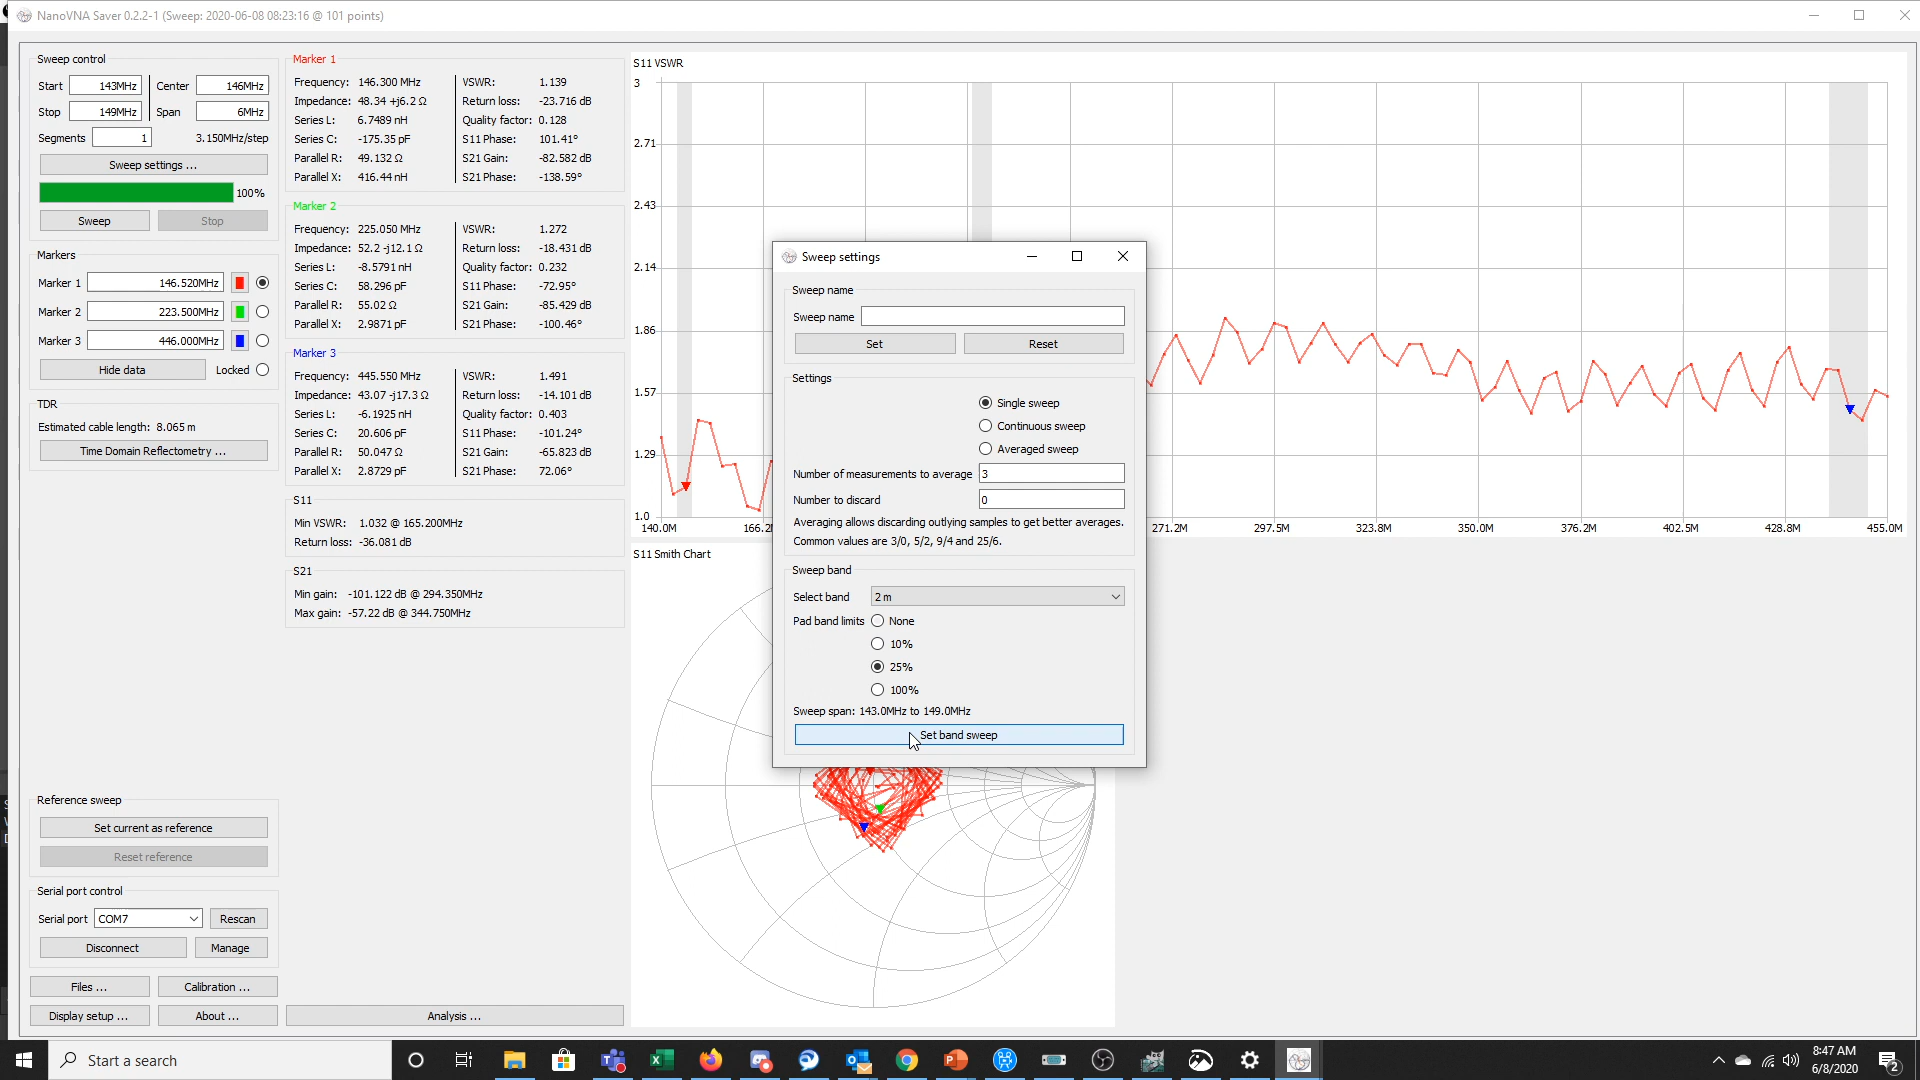 NanoVNA Saver 0.2.2-1 (Sweep: 2020-06-08 08:23:16 @ 101 points)
Sweep control
Start 143MHz Center 146MHz
Stop 149MHz Span 6MHz
Segments 1 3.150MHz/step
Sweep settings ...
100%
Sweep Stop
Markers
Marker 1 146.520MHz
Marker 2 223.500MHz
Marker 3 446.000MHz
Hide data Locked
TDR
Estimated cable length: 8.065 m
Time Domain Reflectometry ...
Reference sweep
Set current as reference
Reset reference
Serial port control
Serial port COM7 Rescan
Disconnect Manage
Files ... Calibration ...
Display setup ... About ...
Marker 1
Frequency: 146.300 MHz VSWR: 1.139
Impedance: 48.34 +j6.2 Ω Return loss: -23.716 dB
Series L: 6.7489 nH Quality factor: 0.128
Series C: -175.35 pF S11 Phase: 101.41°
Parallel R: 49.132 Ω S21 Gain: -82.582 dB
Parallel X: 416.44 nH S21 Phase: -138.59°
Marker 2
Frequency: 225.050 MHz VSWR: 1.272
Impedance: 52.2 -j12.1 Ω Return loss: -18.431 dB
Series L: -8.5791 nH Quality factor: 0.232
Series C: 58.296 pF S11 Phase: -72.95°
Parallel R: 55.02 Ω S21 Gain: -85.429 dB
Parallel X: 2.9871 pF S21 Phase: -100.46°
Marker 3
Frequency: 445.550 MHz VSWR: 1.491
Impedance: 43.07 -j17.3 Ω Return loss: -14.101 dB
Series L: -6.1925 nH Quality factor: 0.403
Series C: 20.606 pF S11 Phase: -101.24°
Parallel R: 50.047 Ω S21 Gain: -65.823 dB
Parallel X: 2.8729 pF S21 Phase: 72.06°
S11
Min VSWR: 1.032 @ 165.200MHz
Return loss: -36.081 dB
S21
Min gain: -101.122 dB @ 294.350MHz
Max gain: -57.22 dB @ 344.750MHz
Analysis ...
S11 VSWR
3
2.71
2.43
2.14
1.86
1.57
1.29
1.0
140.0M 166.2 271.2M 297.5M 323.8M 350.0M 376.2M 402.5M 428.8M 455.0M
S11 Smith Chart
Sweep settings
Sweep name
Sweep name
Set Reset
Settings
Single sweep
Continuous sweep
Averaged sweep
Number of measurements to average 3
Number to discard 0
Averaging allows discarding outlying samples to get better averages.
Common values are 3/0, 5/2, 9/4 and 25/6.
Sweep band
Select band 2 m
Pad band limits None
10%
25%
100%
Sweep span: 143.0MHz to 149.0MHz
Set band sweep
Start a search
8:47 AM
6/8/2020
2